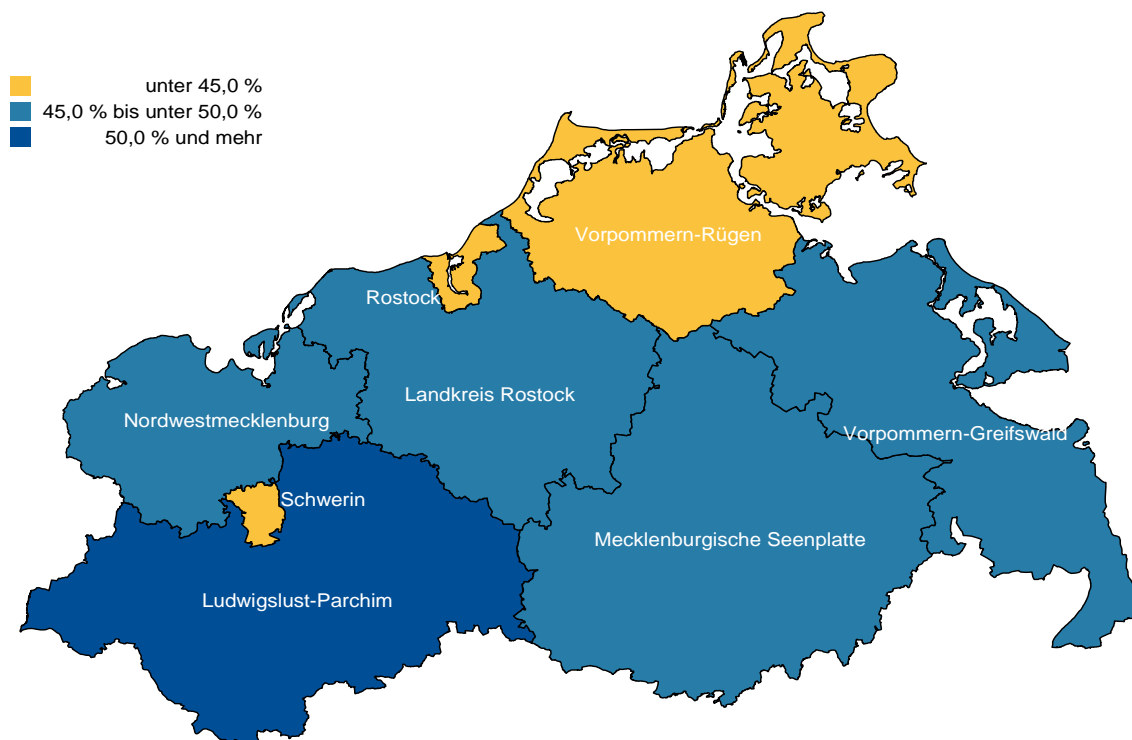 unter 45,0 %
45,0 % bis unter 50,0 %
50,0 % und mehr
Vorpommern-Rügen
Rostock
Landkreis Rostock
Nordwestmecklenburg
Vorpommern-Greifswald
Schwerin
Mecklenburgische Seenplatte
Ludwigslust-Parchim